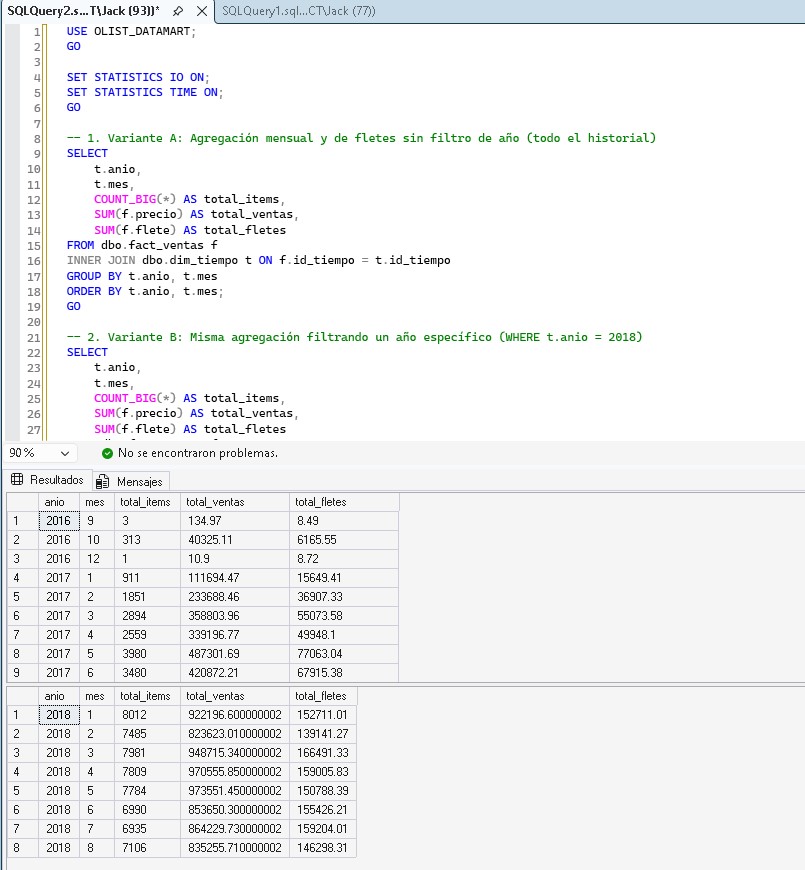 SQLQuery2.s...T\Jack (93))* SQLQuery1.sql...CT\Jack (77))
1 USE OLIST_DATAMART;
2 GO
3
4 SET STATISTICS IO ON;
5 SET STATISTICS TIME ON;
6 GO
7
8 -- 1. Variante A: Agregación mensual y de fletes sin filtro de año (todo el historial)
9 SELECT
10 t.anio,
11 t.mes,
12 COUNT_BIG(*) AS total_items,
13 SUM(f.precio) AS total_ventas,
14 SUM(f.flete) AS total_fletes
15 FROM dbo.fact_ventas f
16 INNER JOIN dbo.dim_tiempo t ON f.id_tiempo = t.id_tiempo
17 GROUP BY t.anio, t.mes
18 ORDER BY t.anio, t.mes;
19 GO
20
21 -- 2. Variante B: Misma agregación filtrando un año específico (WHERE t.anio = 2018)
22 SELECT
23 t.anio,
24 t.mes,
25 COUNT_BIG(*) AS total_items,
26 SUM(f.precio) AS total_ventas,
27 SUM(f.flete) AS total_fletes
90 % No se encontraron problemas.
Resultados Mensajes
anio mes total_items total_ventas total_fletes
1 2016 9 3 134.97 8.49
2 2016 10 313 40325.11 6165.55
3 2016 12 1 10.9 8.72
4 2017 1 911 111694.47 15649.41
5 2017 2 1851 233688.46 36907.33
6 2017 3 2894 358803.96 55073.58
7 2017 4 2559 339196.77 49948.1
8 2017 5 3980 487301.69 77063.04
9 2017 6 3480 420872.21 67915.38
anio mes total_items total_ventas total_fletes
1 2018 1 8012 922196.600000002 152711.01
2 2018 2 7485 823623.010000002 139141.27
3 2018 3 7981 948715.340000002 166491.33
4 2018 4 7809 970555.850000002 159005.83
5 2018 5 7784 973551.450000002 150788.39
6 2018 6 6990 853650.300000002 155426.21
7 2018 7 6935 864229.730000002 159204.01
8 2018 8 7106 835255.710000002 146298.31